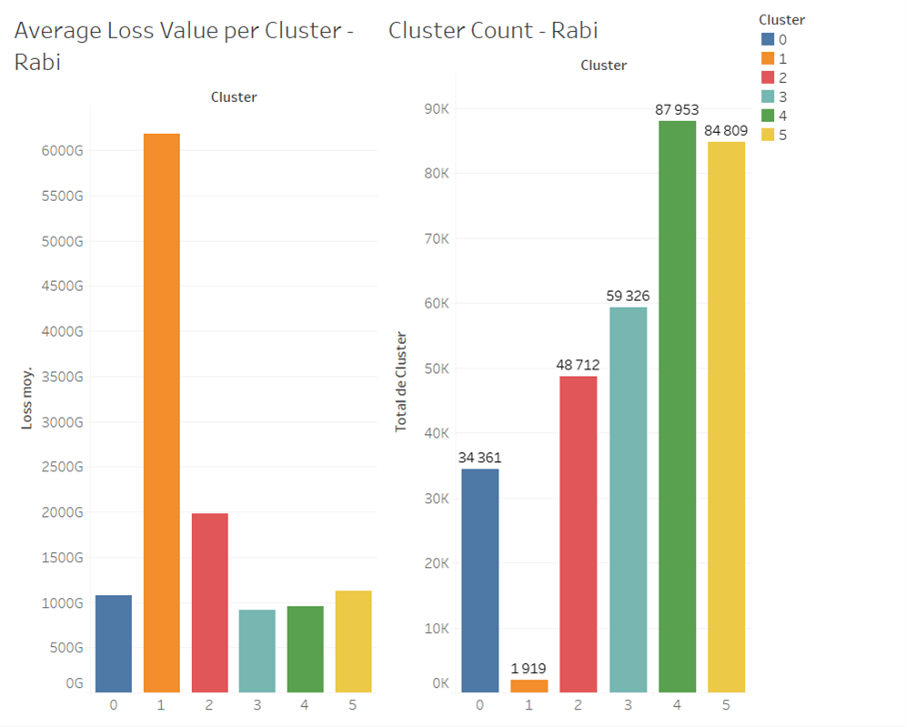 Average Loss Value per Cluster -
Rabi
Cluster
Loss moy.
6000G
5500G
5000G
4500G
4000G
3500G
3000G
2500G
2000G
1500G
1000G
500G
0G
0 1 2 3 4 5
Cluster Count - Rabi
Cluster
Total de Cluster
90K
80K
70K
60K
50K
40K
30K
20K
10K
0K
34 361
1 919
48 712
59 326
87 953
84 809
0 1 2 3 4 5
Cluster
0
1
2
3
4
5